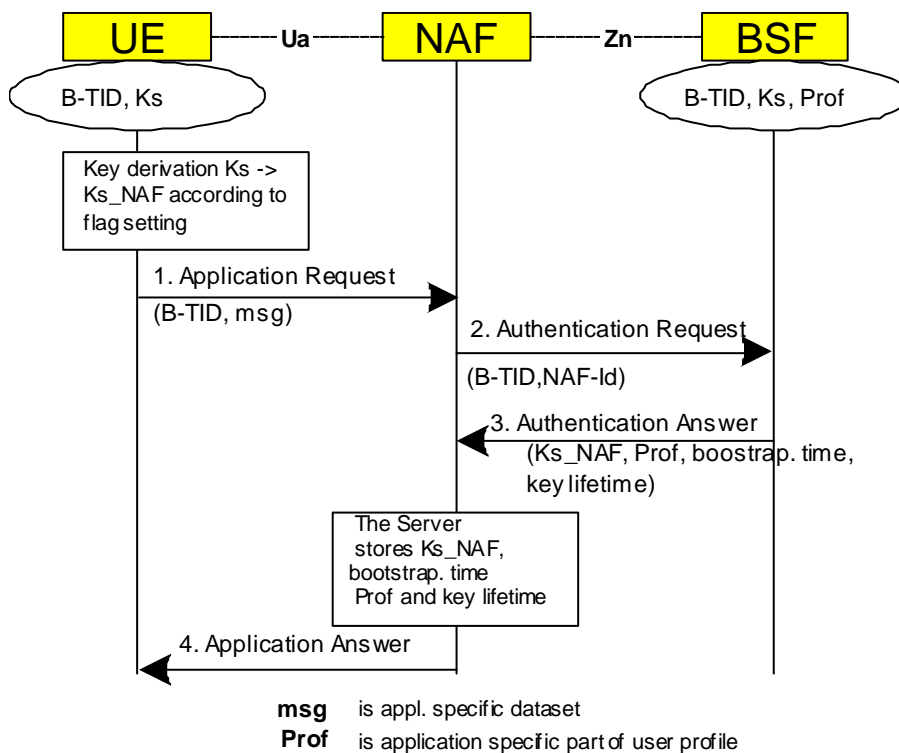 UE Ua NAF Zn BSF
B-TID, Ks
B-TID, Ks, Prof
Key derivation Ks ->
Ks_NAF according to
flag setting
1. Application Request
(B-TID, msg)
2. Authentication Request
(B-TID,NAF-Id)
3. Authentication Answer
(Ks_NAF, Prof, boostrap. time,
key lifetime)
The Server
stores Ks_NAF,
bootstrap. time
Prof and key lifetime
4. Application Answer
msg is appl. specific dataset
Prof is application specific part of user profile